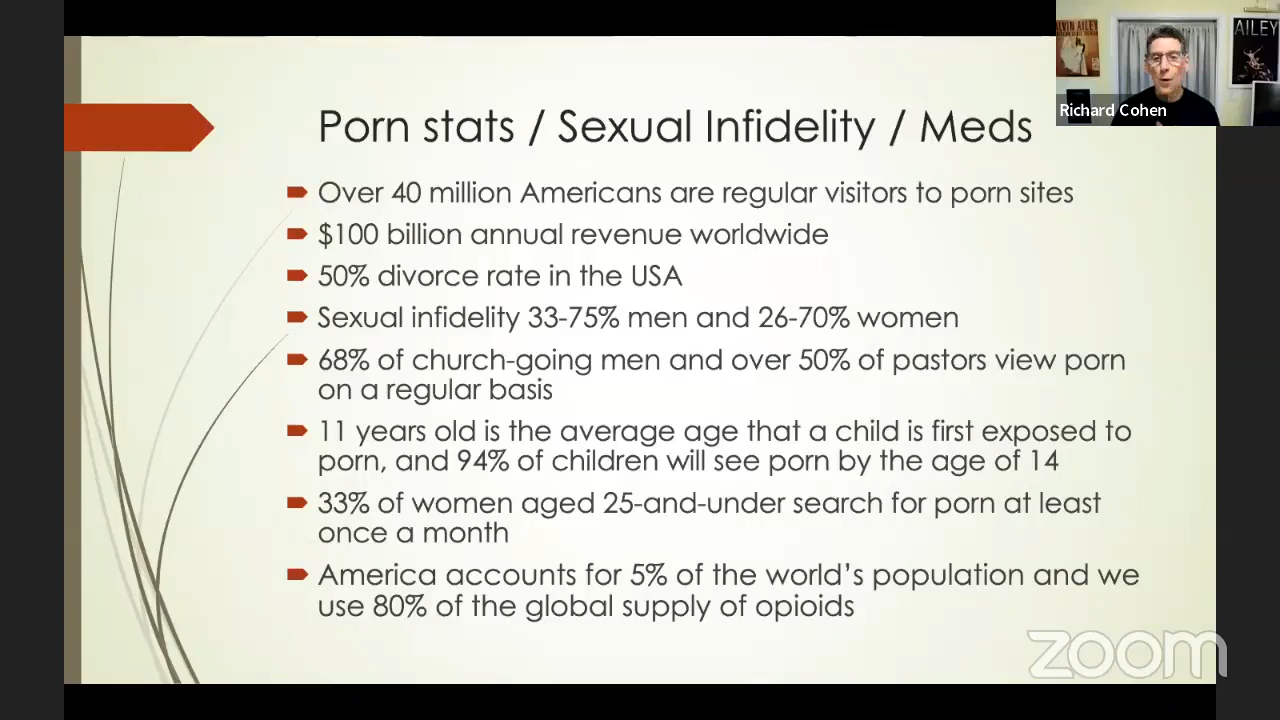 VIN AILEY
AILEY
Richard Cohen
Porn stats / Sexual Infidelity / Meds
Over 40 million Americans are regular visitors to porn sites
$100 billion annual revenue worldwide
50% divorce rate in the USA
Sexual infidelity 33-75% men and 26-70% women
68% of church-going men and over 50% of pastors view porn
on a regular basis
11 years old is the average age that a child is first exposed to
porn, and 94% of children will see porn by the age of 14
33% of women aged 25-and-under search for porn at least
once a month
America accounts for 5% of the world’s population and we
use 80% of the global supply of opioids
zoom